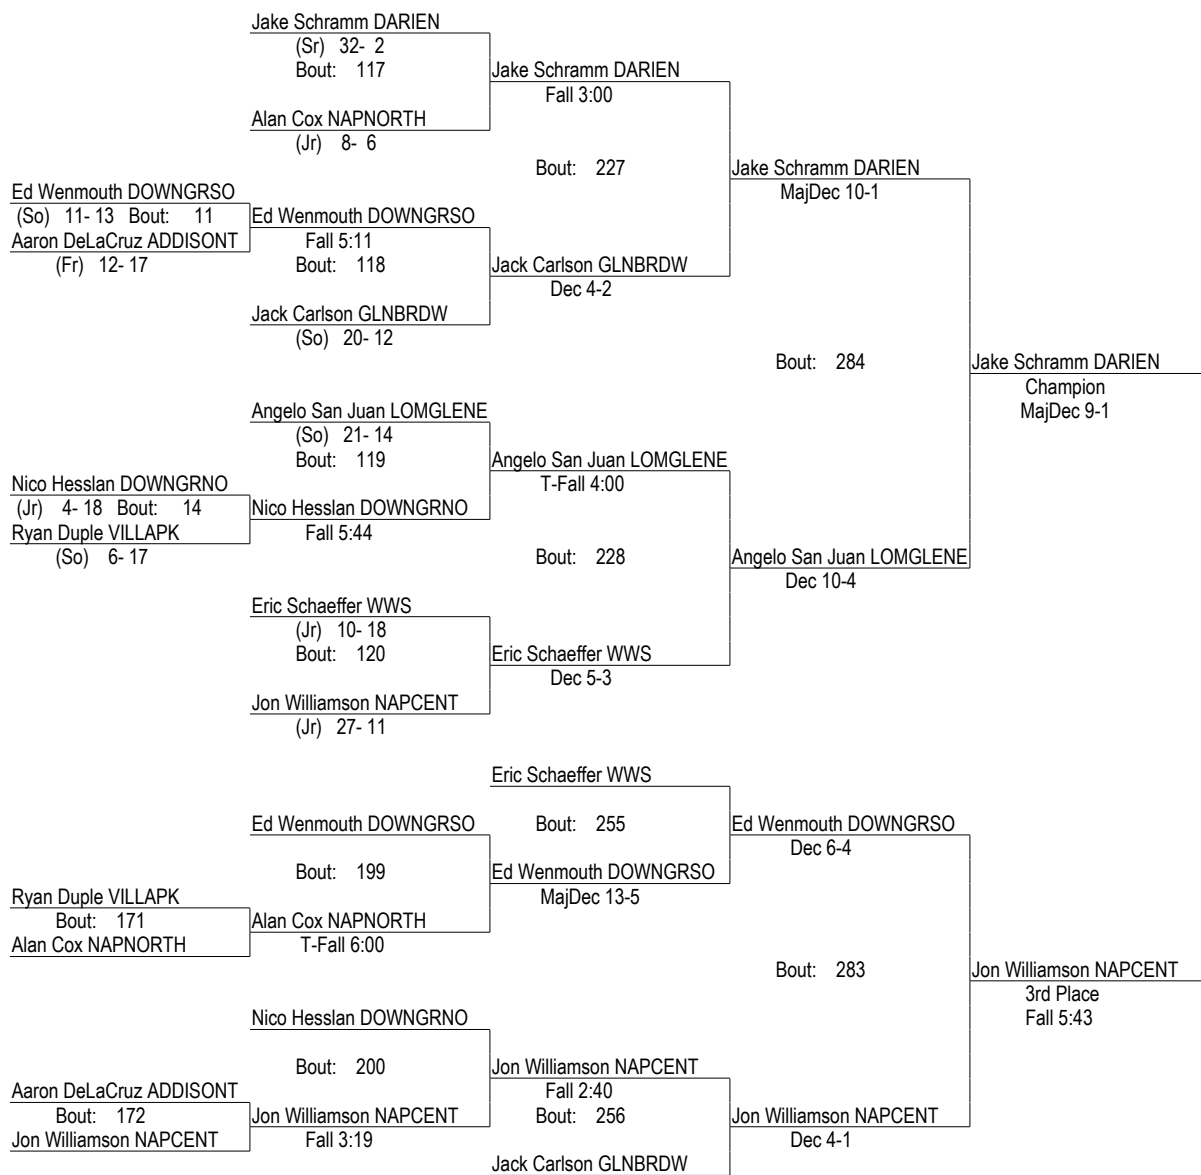 Jake Schramm DARIEN
(Sr) 32- 2
Bout: 117
Jake Schramm DARIEN
Fall 3:00
Alan Cox NAPNORTH
(Jr) 8- 6
Bout: 227
Jake Schramm DARIEN
MajDec 10-1
Ed Wenmouth DOWNGRSO
(So) 11- 13 Bout: 11
Ed Wenmouth DOWNGRSO
Aaron DeLaCruz ADDISONT
Fall 5:11
(Fr) 12- 17
Bout: 118
Jack Carlson GLNBRDW
Dec 4-2
Jack Carlson GLNBRDW
(So) 20- 12
Bout: 284
Jake Schramm DARIEN
Champion
MajDec 9-1
Angelo San Juan LOMGLENE
(So) 21- 14
Bout: 119
Angelo San Juan LOMGLENE
T-Fall 4:00
Nico Hesslan DOWNGRNO
(Jr) 4- 18 Bout: 14
Nico Hesslan DOWNGRNO
Ryan Duple VILLAPK
Fall 5:44
(So) 6- 17
Bout: 228
Angelo San Juan LOMGLENE
Dec 10-4
Eric Schaeffer WWS
(Jr) 10- 18
Bout: 120
Eric Schaeffer WWS
Dec 5-3
Jon Williamson NAPCENT
(Jr) 27- 11
Eric Schaeffer WWS
Ed Wenmouth DOWNGRSO
Bout: 255
Ed Wenmouth DOWNGRSO
Dec 6-4
Bout: 199
Ed Wenmouth DOWNGRSO
MajDec 13-5
Ryan Duple VILLAPK
Bout: 171
Alan Cox NAPNORTH
Alan Cox NAPNORTH
T-Fall 6:00
Bout: 283
Jon Williamson NAPCENT
3rd Place
Fall 5:43
Nico Hesslan DOWNGRNO
Bout: 200
Jon Williamson NAPCENT
Fall 2:40
Aaron DeLaCruz ADDISONT
Bout: 172
Jon Williamson NAPCENT
Bout: 256
Jon Williamson NAPCENT
Jon Williamson NAPCENT
Fall 3:19
Dec 4-1
Jack Carlson GLNBRDW